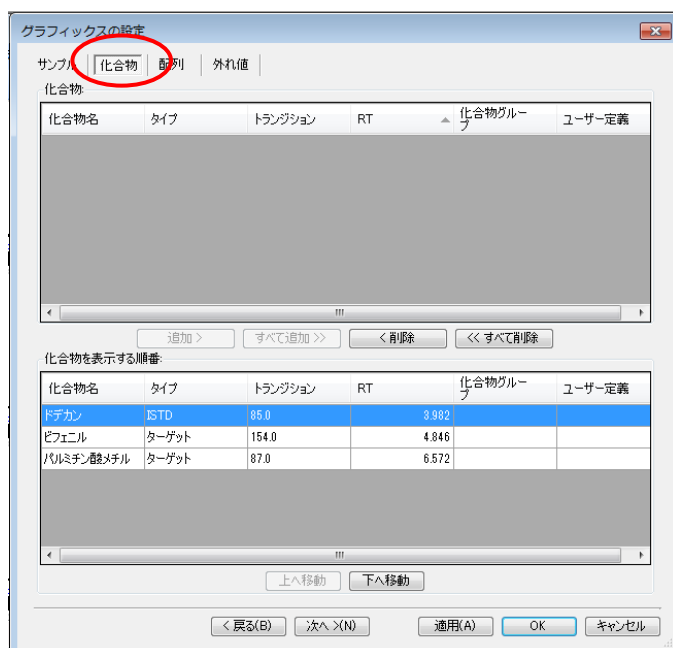 グラフィックスの設定
サンプル 化合物 配列 外れ値
化合物:
化合物名 タイプ トランジション RT 化合物グループ ユーザー定義
追加 > すべて追加 >> < 削除 << すべて削除
化合物を表示する順番:
化合物名 タイプ トランジション RT 化合物グループ ユーザー定義
ドデカン ISTD 85.0 3.982
ビフェニル ターゲット 154.0 4.846
パルミチン酸メチル ターゲット 87.0 6.572
上へ移動 下へ移動
< 戻る(B) 次へ >(N) 適用(A) OK キャンセル